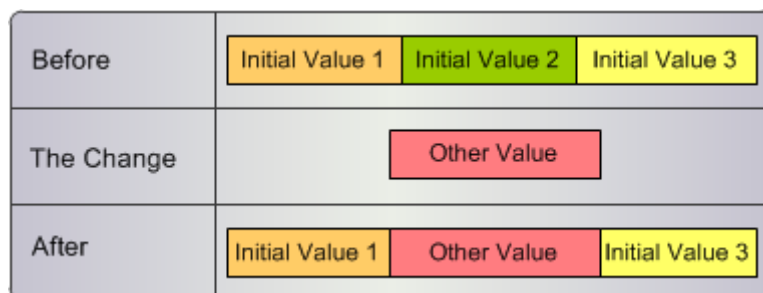 Before
Initial Value 1 Initial Value 2 Initial Value 3
The Change
Other Value
After
Initial Value 1 Other Value Initial Value 3